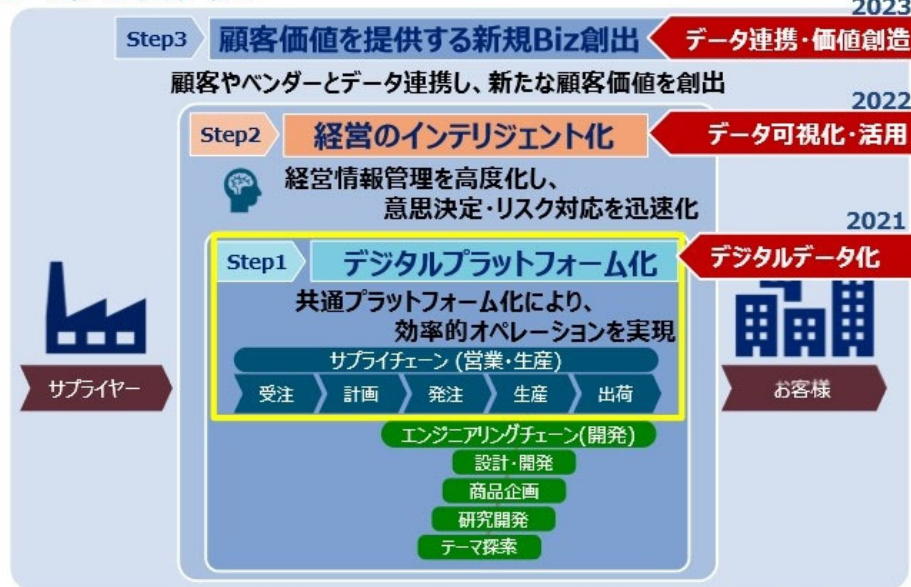 2023
Step3
顧客価値を提供する新規Biz創出
データ連携・価値創造
顧客やベンダーとデータ連携し、新たな顧客価値を創出
2022
Step2
経営のインテリジェント化
データ可視化・活用
経営情報管理を高度化し、
意思決定・リスク対応を迅速化
2021
Step1
デジタルプラットフォーム化
デジタルデータ化
共通プラットフォーム化により、
効率的オペレーションを実現
サプライチェーン (営業・生産)
サプライヤー
受注
計画
発注
生産
出荷
お客様
エンジニアリングチェーン(開発)
設計・開発
商品企画
研究開発
テーマ探索